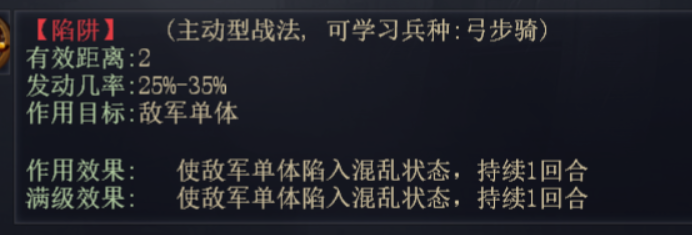 【陷阱】 (主动型战法, 可学习兵种:弓步骑)
有效距离:2
发动几率:25%-35%
作用目标:敌军单体
作用效果: 使敌军单体陷入混乱状态，持续1回合
满级效果: 使敌军单体陷入混乱状态，持续1回合